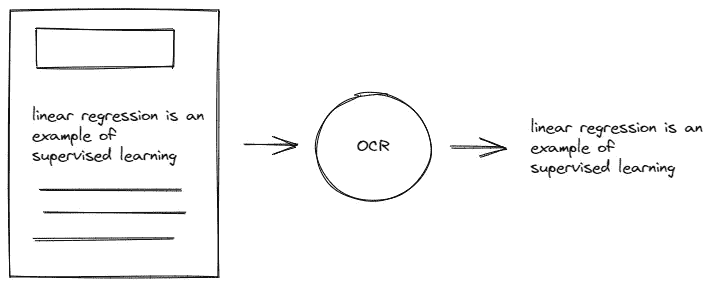 linear regression is an
example of
supervised learning
OCR
linear regression is an
example of
supervised learning